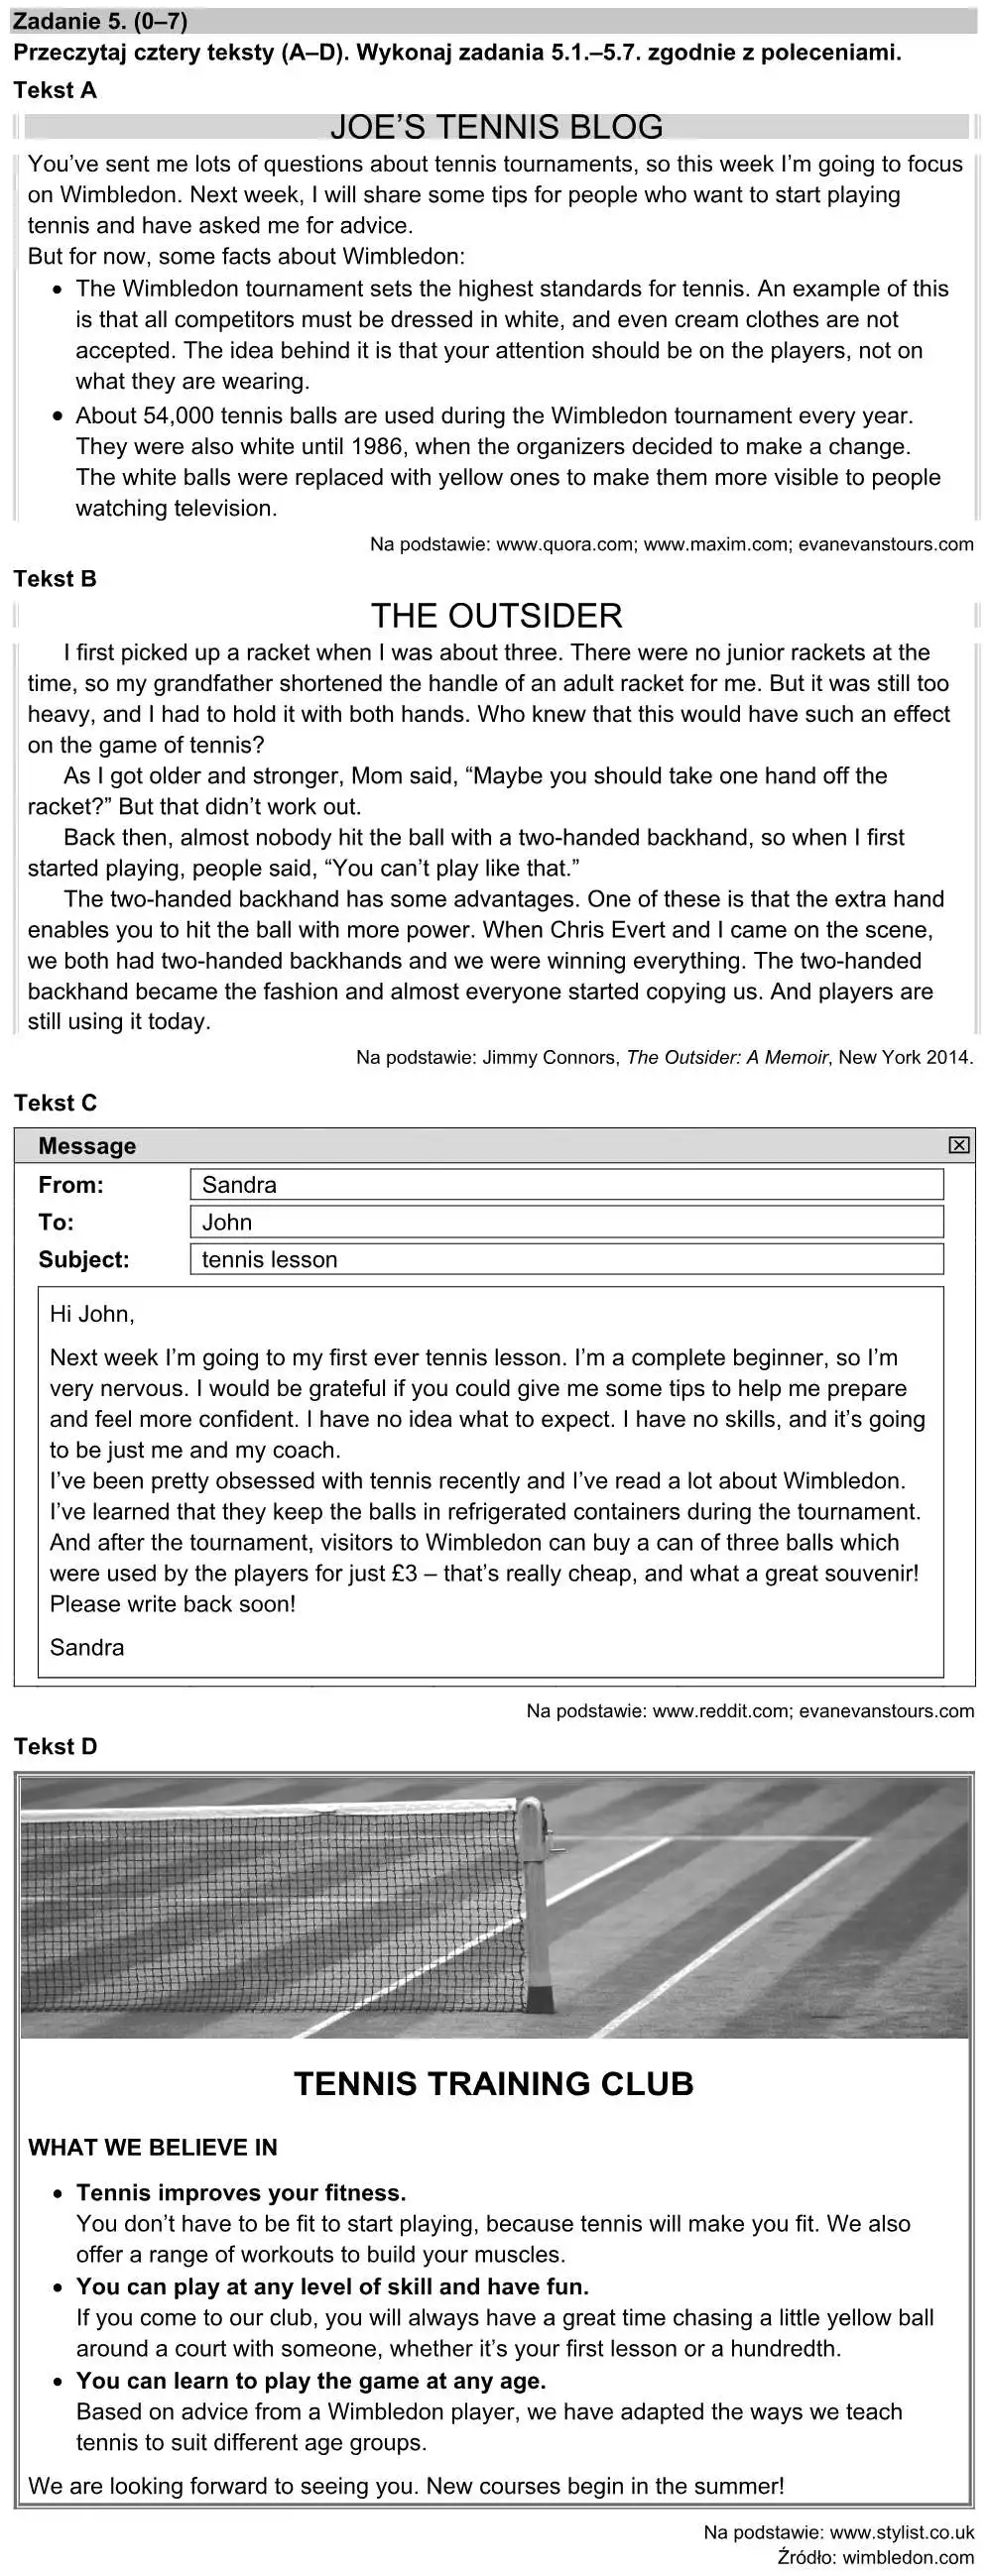 Zadanie 5. (0–7)
Przeczytaj cztery teksty (A–D). Wykonaj zadania 5.1.–5.7. zgodnie z poleceniami.
Tekst A
JOE’S TENNIS BLOG
You’ve sent me lots of questions about tennis tournaments, so this week I’m going to focus
on Wimbledon. Next week, I will share some tips for people who want to start playing
tennis and have asked me for advice.
But for now, some facts about Wimbledon:
• The Wimbledon tournament sets the highest standards for tennis. An example of this
is that all competitors must be dressed in white, and even cream clothes are not
accepted. The idea behind it is that your attention should be on the players, not on
what they are wearing.
• About 54,000 tennis balls are used during the Wimbledon tournament every year.
They were also white until 1986, when the organizers decided to make a change.
The white balls were replaced with yellow ones to make them more visible to people
watching television.
Na podstawie: www.quora.com; www.maxim.com; evanevanstours.com
Tekst B
THE OUTSIDER
I first picked up a racket when I was about three. There were no junior rackets at the
time, so my grandfather shortened the handle of an adult racket for me. But it was still too
heavy, and I had to hold it with both hands. Who knew that this would have such an effect
on the game of tennis?
As I got older and stronger, Mom said, “Maybe you should take one hand off the
racket?” But that didn’t work out.
Back then, almost nobody hit the ball with a two-handed backhand, so when I first
started playing, people said, “You can’t play like that.”
The two-handed backhand has some advantages. One of these is that the extra hand
enables you to hit the ball with more power. When Chris Evert and I came on the scene,
we both had two-handed backhands and we were winning everything. The two-handed
backhand became the fashion and almost everyone started copying us. And players are
still using it today.
Na podstawie: Jimmy Connors, The Outsider: A Memoir, New York 2014.
Tekst C
Message
From: Sandra
To: John
Subject: tennis lesson
Hi John,
Next week I’m going to my first ever tennis lesson. I’m a complete beginner, so I’m
very nervous. I would be grateful if you could give me some tips to help me prepare
and feel more confident. I have no idea what to expect. I have no skills, and it’s going
to be just me and my coach.
I’ve been pretty obsessed with tennis recently and I’ve read a lot about Wimbledon.
I’ve learned that they keep the balls in refrigerated containers during the tournament.
And after the tournament, visitors to Wimbledon can buy a can of three balls which
were used by the players for just £3 – that’s really cheap, and what a great souvenir!
Please write back soon!
Sandra
Na podstawie: www.reddit.com; evanevanstours.com
Tekst D
TENNIS TRAINING CLUB
WHAT WE BELIEVE IN
• Tennis improves your fitness.
You don’t have to be fit to start playing, because tennis will make you fit. We also
offer a range of workouts to build your muscles.
• You can play at any level of skill and have fun.
If you come to our club, you will always have a great time chasing a little yellow ball
around a court with someone, whether it’s your first lesson or a hundredth.
• You can learn to play the game at any age.
Based on advice from a Wimbledon player, we have adapted the ways we teach
tennis to suit different age groups.
We are looking forward to seeing you. New courses begin in the summer!
Na podstawie: www.stylist.co.uk
Źródło: wimbledon.com